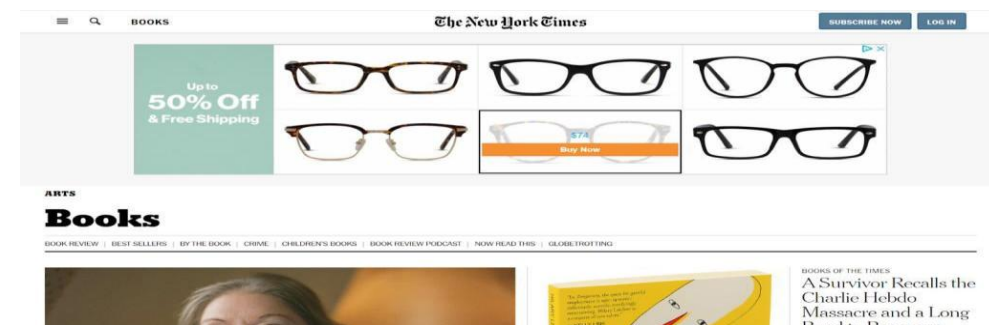 BOOKS
The New York Times
SUBSCRIBE NOW
LOG IN
Up to
50% Off
& Free Shipping
$74
Buy Now
ARTS
Books
BOOK REVIEW | BEST SELLERS | BY THE BOOK | CRIME | CHILDREN'S BOOKS | BOOK REVIEW PODCAST | NOW READ THIS | GLOBETROTTING
BOOKS OF THE TIMES
A Survivor Recalls the
Charlie Hebdo
Massacre and a Long